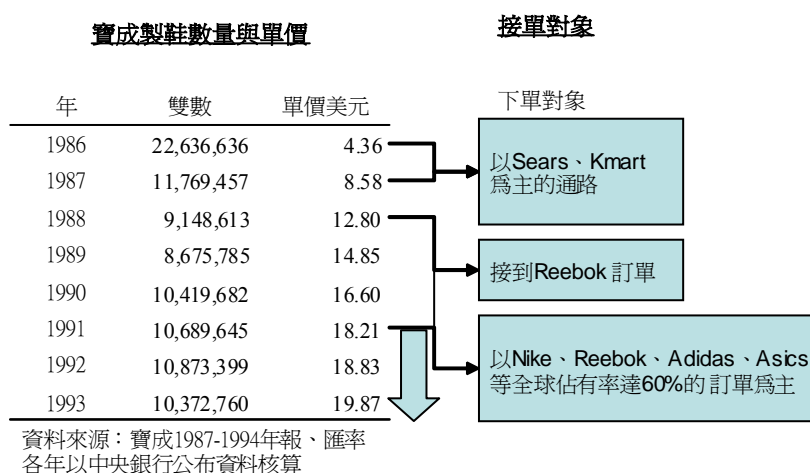 寶成製鞋數量與單價
接單對象
年 雙數 單價美元
1986 22,636,636 4.36
1987 11,769,457 8.58
1988 9,148,613 12.80
1989 8,675,785 14.85
1990 10,419,682 16.60
1991 10,689,645 18.21
1992 10,873,399 18.83
1993 10,372,760 19.87
資料來源：寶成1987-1994年報、匯率
各年以中央銀行公布資料核算
下單對象
以Sears、Kmart
為主的通路
接到Reebok 訂單
以Nike、Reebok、Adidas、Asics
等全球佔有率達60%的 訂單為主